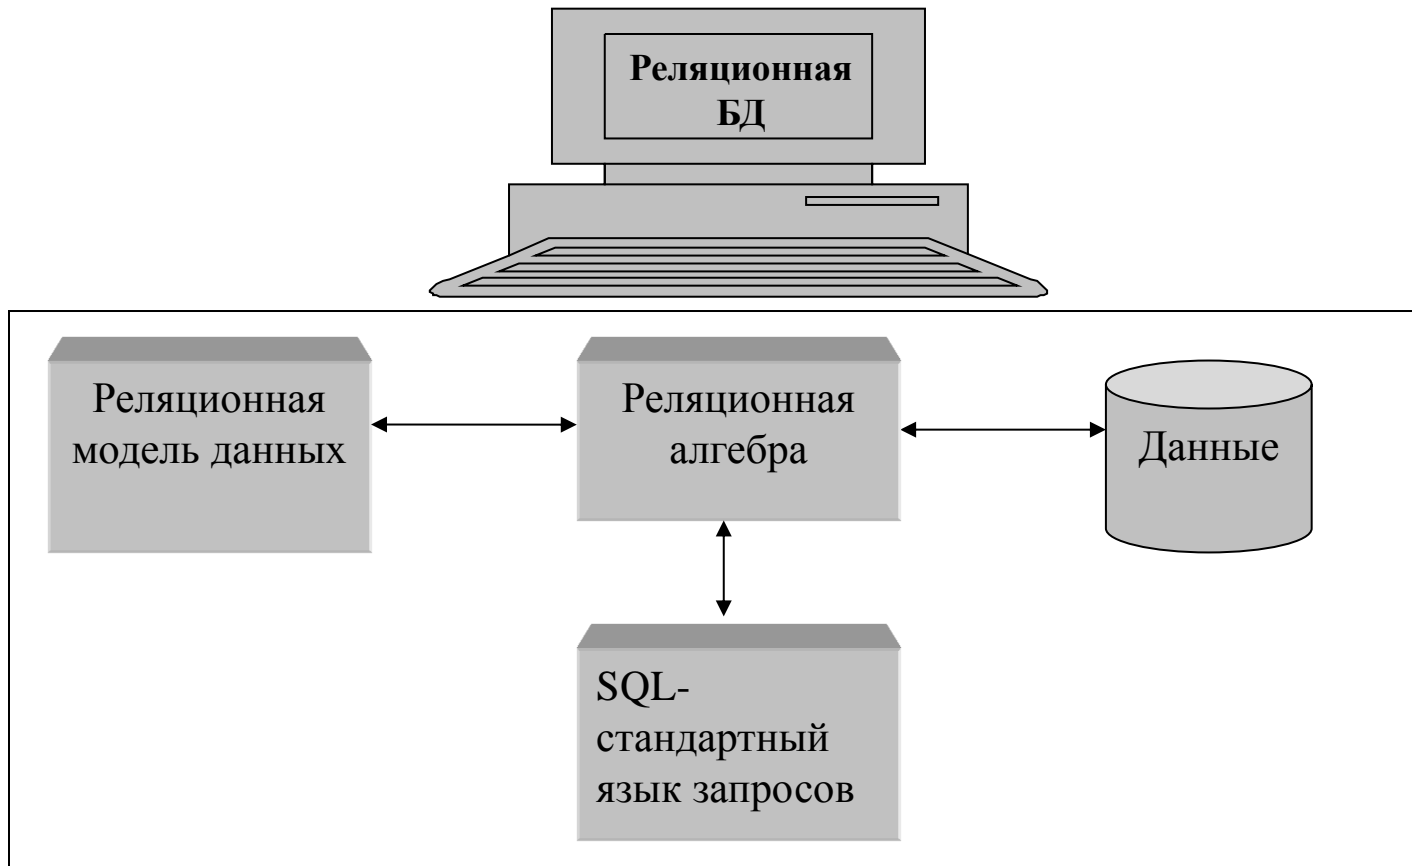 Реляционная
БД
Реляционная
модель данных
Реляционная
алгебра
Данные
SQL-
стандартный
язык запросов